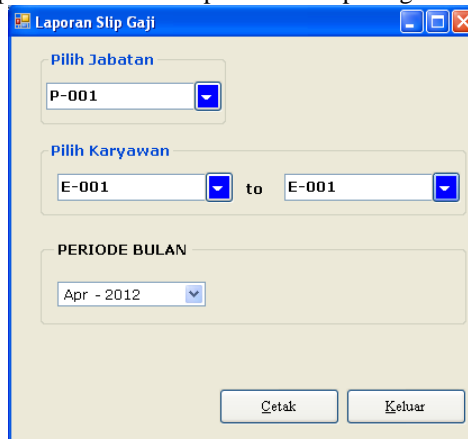 Laporan Slip Gaji
Pilih Jabatan
P-001
Pilih Karyawan
E-001 to E-001
PERIODE BULAN
Apr - 2012
Cetak Keluar